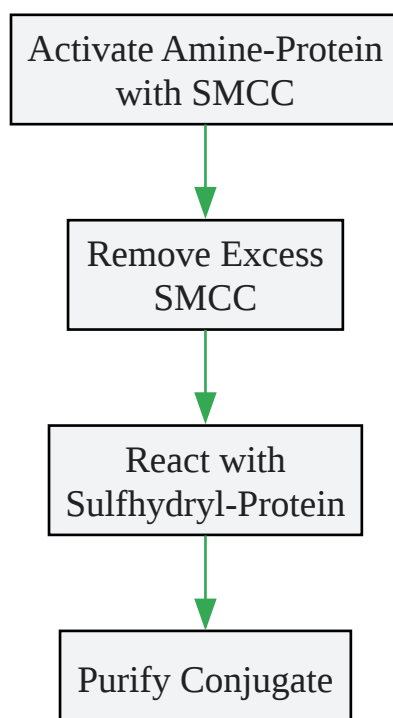 Activate Amine-Protein
with SMCC
Remove Excess
SMCC
React with
Sulfhydryl-Protein
Purify Conjugate